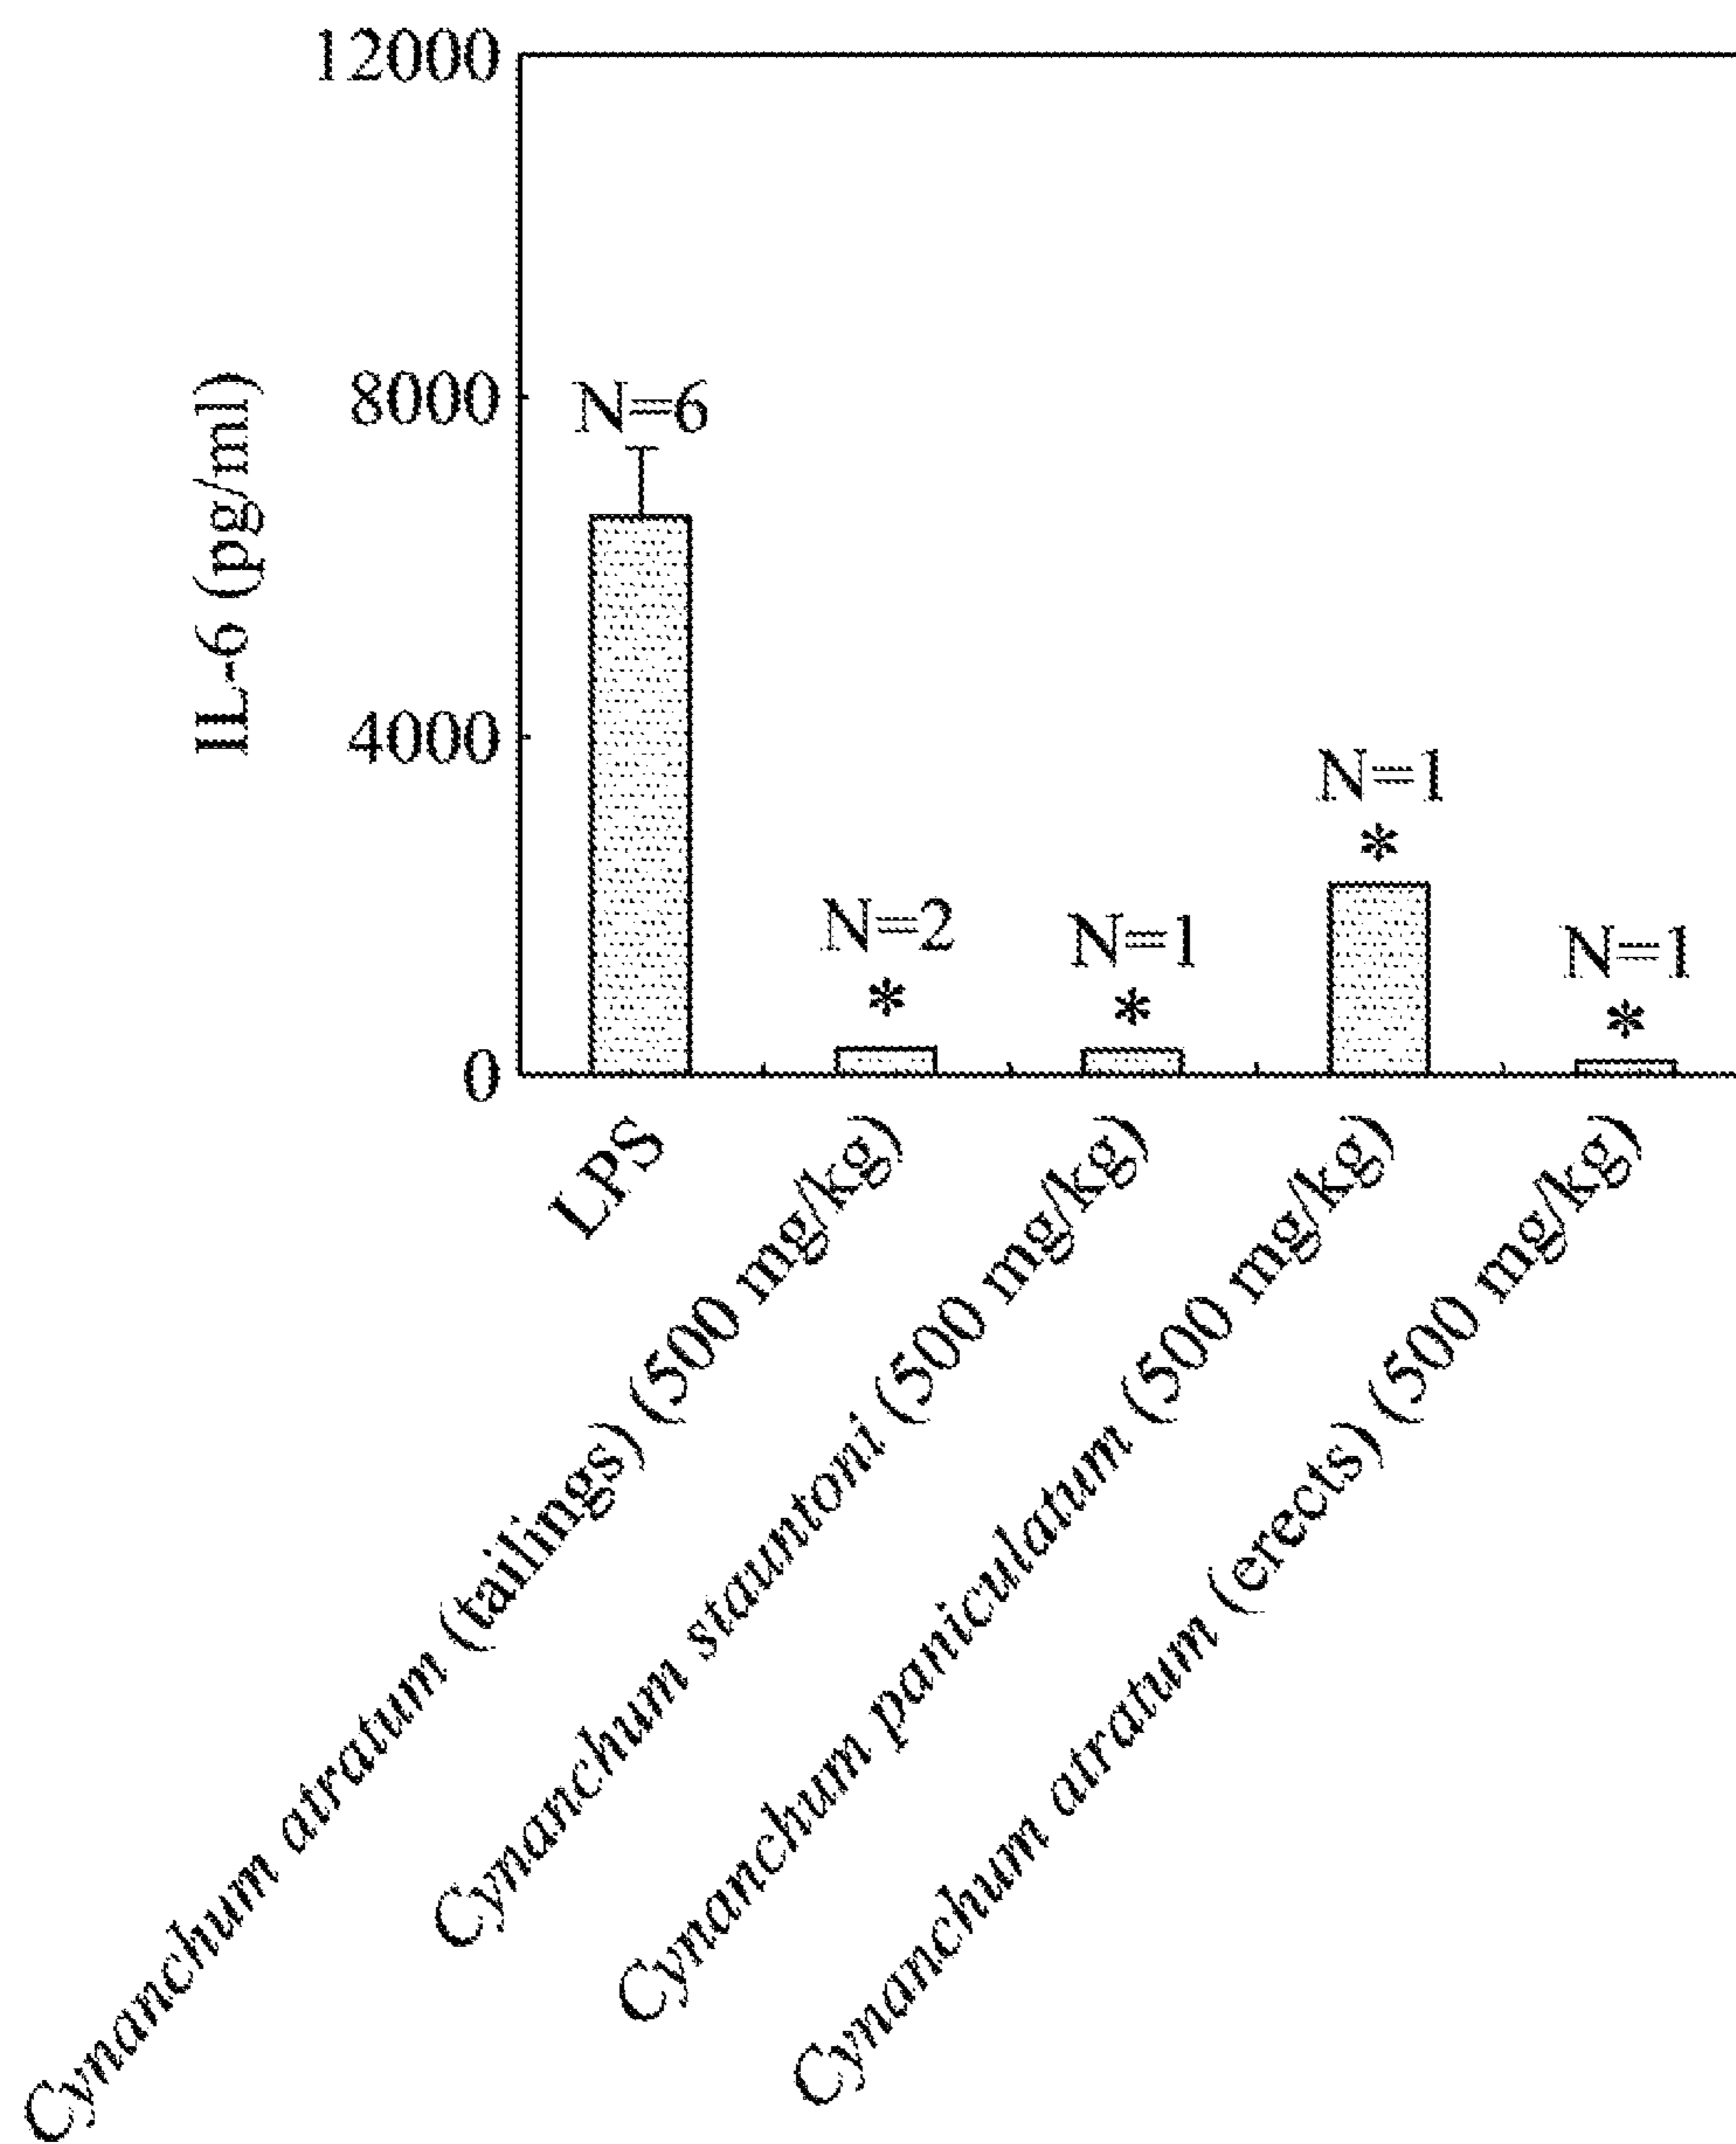 12000
8000
4000
0
IL-6 (pg/ml)
N=6
N=2
*
N=1
*
N=1
*
N=1
*
LPS
Cynanchum atratum (tailings) (500 mg/kg)
Cynanchum stauntoni (500 mg/kg)
Cynanchum paniculatum (500 mg/kg)
Cynanchum atratum (erects) (500 mg/kg)